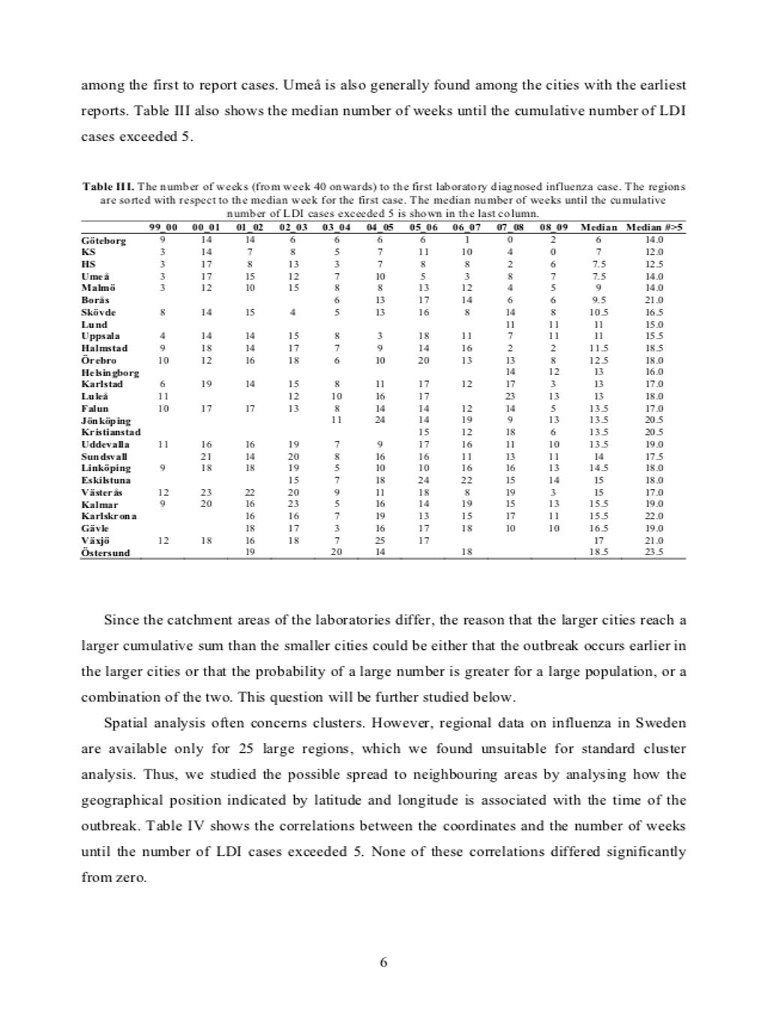 among the first to report cases. Umeå is also generally found among the cities with the earliest
reports. Table III also shows the median number of weeks until the cumulative number of LDI
cases exceeded 5.
Table III. The number of weeks (from week 40 onwards) to the first laboratory diagnosed influenza case. The regions
are sorted with respect to the median week for the first case. The median number of weeks until the cumulative
number of LDI cases exceeded 5 is shown in the last column.
99_00 00_01 01_02 02_03 03_04 04_05 05_06 06_07 07_08 08_09 Median Median #>5
Göteborg 9 14 14 6 6 6 6 1 0 2 6 14.0
KS 3 14 7 8 5 7 11 10 4 0 7 12.0
HS 3 17 8 13 3 7 8 8 2 6 7.5 12.5
Umeå 3 17 15 12 7 10 5 3 8 7 7.5 14.0
Malmö 3 12 10 15 8 8 13 12 4 5 9 14.0
Borås 6 13 17 14 6 6 9.5 21.0
Skövde 8 14 15 4 5 13 16 8 14 8 10.5 16.5
Lund 11 11 11 15.0
Uppsala 4 14 14 15 8 3 18 11 7 11 11 15.5
Halmstad 9 18 14 17 7 9 14 16 2 2 11.5 18.5
Örebro 10 12 16 18 6 10 20 13 13 8 12.5 18.0
Helsingborg 14 12 13 16.0
Karlstad 6 19 14 15 8 11 17 12 17 3 13 17.0
Luleå 11 12 10 16 17 23 13 13 18.0
Falun 10 17 17 13 8 14 14 12 14 5 13.5 17.0
Jönköping 11 24 14 19 9 13 13.5 20.5
Kristianstad 15 12 18 6 13.5 20.5
Uddevalla 11 16 16 19 7 9 17 16 11 10 13.5 19.0
Sundsvall 21 14 20 8 16 16 11 13 11 14 17.5
Linköping 9 18 18 19 5 10 10 16 16 13 14.5 18.0
Eskilstuna 15 7 18 24 22 15 14 15 18.0
Västerås 12 23 22 20 9 11 18 8 19 3 15 17.0
Kalmar 9 20 16 23 5 16 14 19 15 13 15.5 19.0
Karlskrona 16 16 7 19 13 15 17 11 15.5 22.0
Gävle 18 17 3 16 17 18 10 10 16.5 19.0
Växjö 12 18 16 18 7 25 17 17 21.0
Östersund 19 20 14 18 18.5 23.5
Since the catchment areas of the laboratories differ, the reason that the larger cities reach a
larger cumulative sum than the smaller cities could be either that the outbreak occurs earlier in
the larger cities or that the probability of a large number is greater for a large population, or a
combination of the two. This question will be further studied below.
Spatial analysis often concerns clusters. However, regional data on influenza in Sweden
are available only for 25 large regions, which we found unsuitable for standard cluster
analysis. Thus, we studied the possible spread to neighbouring areas by analysing how the
geographical position indicated by latitude and longitude is associated with the time of the
outbreak. Table IV shows the correlations between the coordinates and the number of weeks
until the number of LDI cases exceeded 5. None of these correlations differed significantly
from zero.
6